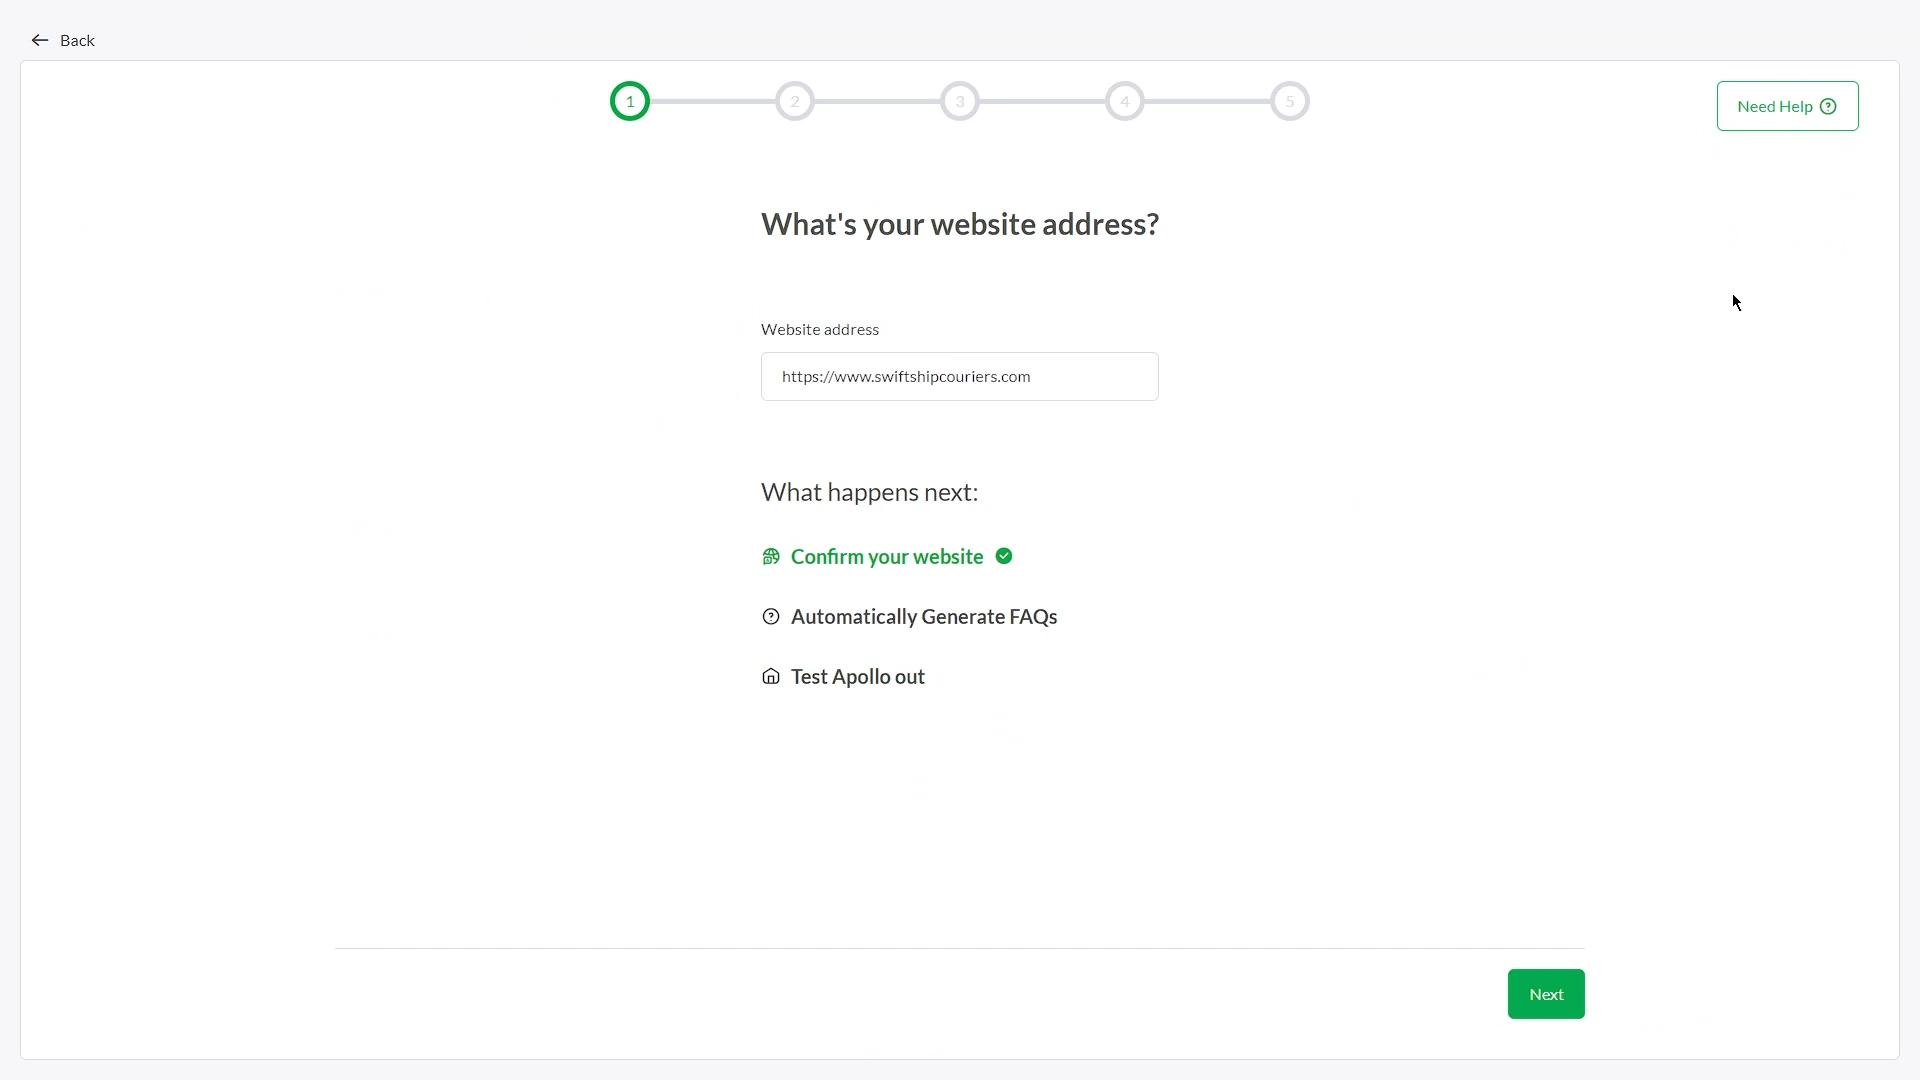 Back
1 2 3 4 5
Need Help
What's your website address?
Website address
https://www.swiftshipcouriers.com
What happens next:
Confirm your website
Automatically Generate FAQs
Test Apollo out
Next